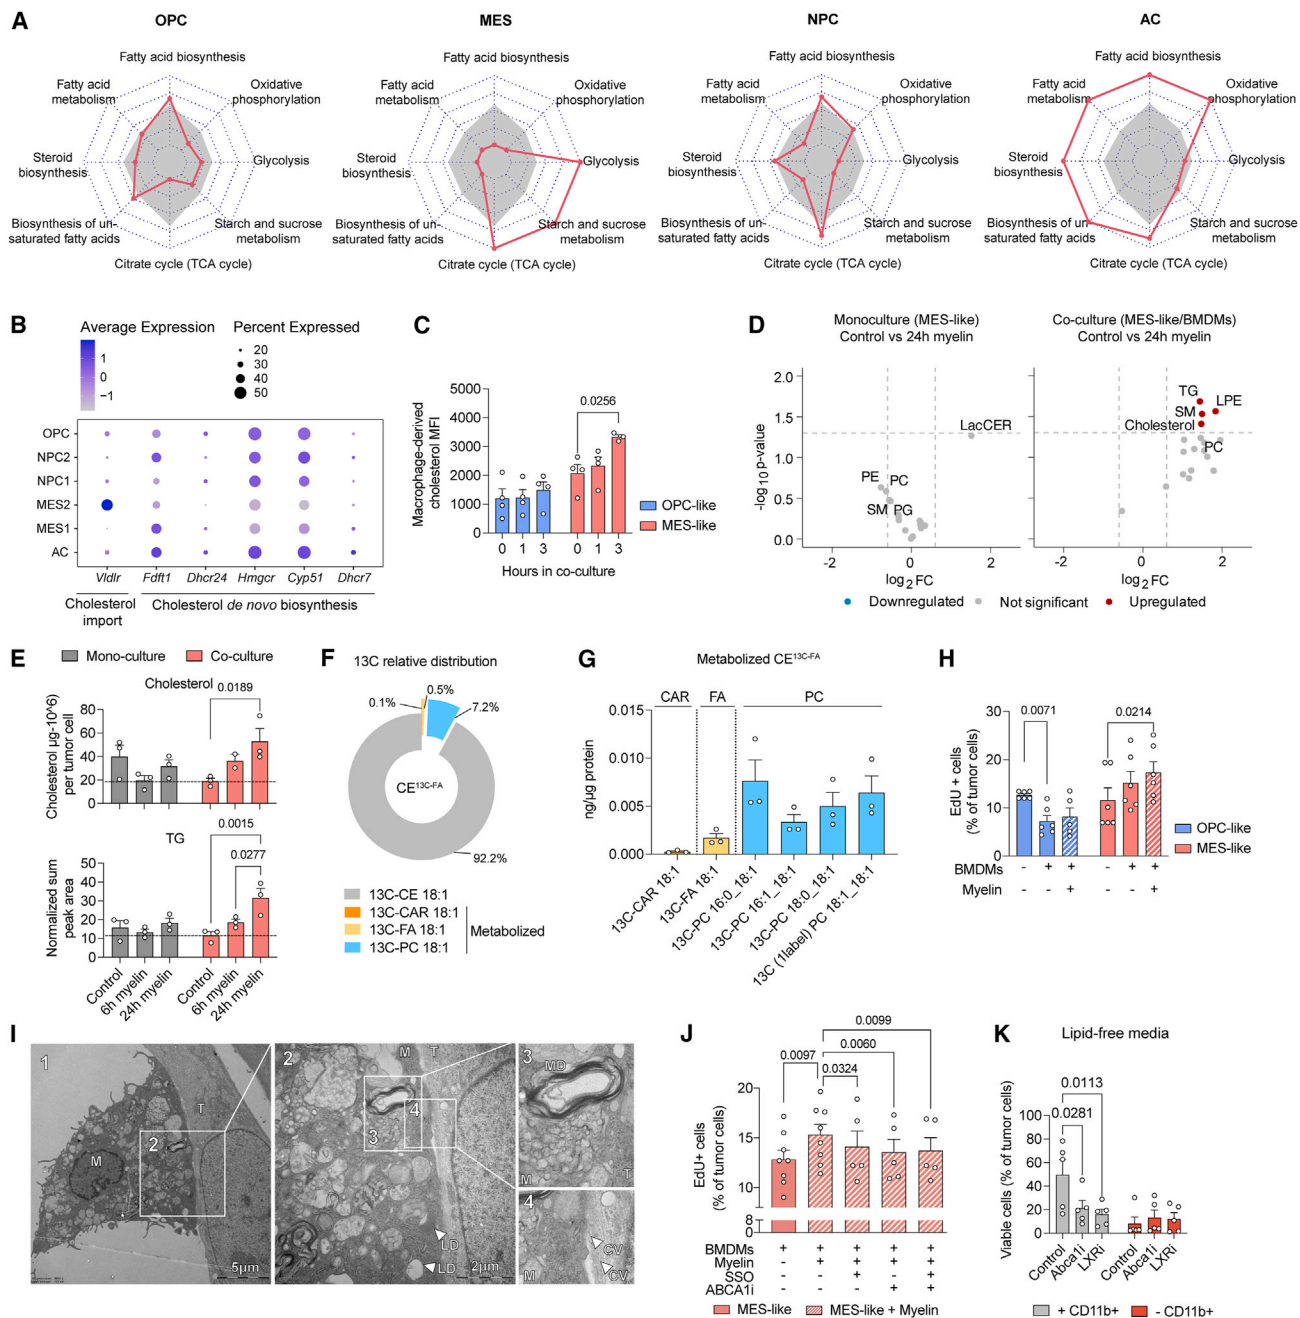 A
OPC
Fatty acid biosynthesis
Fatty acid
metabolism
Oxidative
phosphorylation
Steroid
biosynthesis
Glycolysis
Biosynthesis of un-
saturated fatty acids
Starch and sucrose
metabolism
Citrate cycle (TCA cycle)
MES
Fatty acid biosynthesis
Fatty acid
metabolism
Oxidative
phosphorylation
Steroid
biosynthesis
Glycolysis
Biosynthesis of un-
saturated fatty acids
Starch and sucrose
metabolism
Citrate cycle (TCA cycle)
NPC
Fatty acid biosynthesis
Fatty acid
metabolism
Oxidative
phosphorylation
Steroid
biosynthesis
Glycolysis
Biosynthesis of un-
saturated fatty acids
Starch and sucrose
metabolism
Citrate cycle (TCA cycle)
AC
Fatty acid biosynthesis
Fatty acid
metabolism
Oxidative
phosphorylation
Steroid
biosynthesis
Glycolysis
Biosynthesis of un-
saturated fatty acids
Starch and sucrose
metabolism
Citrate cycle (TCA cycle)
B
Average Expression
1
0
−1
Percent Expressed
20
30
40
50
OPC
NPC2
NPC1
MES2
MES1
AC
Vldlr Fdft1 Dhcr24 Hmgcr Cyp51 Dhcr7
Cholesterol
import
Cholesterol de novo biosynthesis
C
Macrophage-derived
cholesterol MFI
5000
4000
3000
2000
1000
0
0.0256
0 1 3 0 1 3
Hours in co-culture
OPC-like
MES-like
D
Monoculture (MES-like)
Control vs 24h myelin
Co-culture (MES-like/BMDMs)
Control vs 24h myelin
-log10 p-value
2.0
1.5
1.0
0.5
0.0
LacCER
PE
PC
SM PG
TG
LPE
SM
Cholesterol
PC
-2 0 2
log2 FC
-2 0 2
log2 FC
Downregulated
Not significant
Upregulated
E
Mono-culture
Co-culture
Cholesterol
0.0189
Cholesterol µg-10^6)
per tumor cell
80
60
40
20
0
TG
0.0015
0.0277
Normalized sum
peak area
50
40
30
20
10
0
Control
6h myelin
24h myelin
Control
6h myelin
24h myelin
F
13C relative distribution
0.1%
0.5%
7.2%
CE13C-FA
92.2%
13C-CE 18:1
13C-CAR 18:1
13C-FA 18:1
13C-PC 18:1
Metabolized
G
Metabolized CE13C-FA
CAR FA PC
ng/µg protein
0.015
0.010
0.005
0.000
13C-CAR 18:1
13C-FA 18:1
13C-PC 16:0_18:1
13C-PC 16:1_18:1
13C-PC 18:0_18:1
13C (1label) PC 18:1_18:1
H
EdU + cells
(% of tumor cells)
30
20
10
0
0.0071
0.0214
OPC-like
MES-like
BMDMs - + + - + +
Myelin - - + - - +
I
1
M
T
2
5µm
2
M
T
3
4
LD
LD
2µm
3
MD
M
T
4
CV
CV
M
J
0.0099
0.0060
0.0097
0.0324
EdU+ cells
(% of tumor cells)
20
15
10
8
0
BMDMs + + + + +
Myelin - + + + +
SSO - - + - +
ABCA1i - - - + +
MES-like
MES-like + Myelin
K
Lipid-free media
0.0113
0.0281
Viable cells (% of tumor cells)
100
80
60
40
20
0
Control
Abca1i
LXRi
Control
Abca1i
LXRi
+ CD11b+
- CD11b+